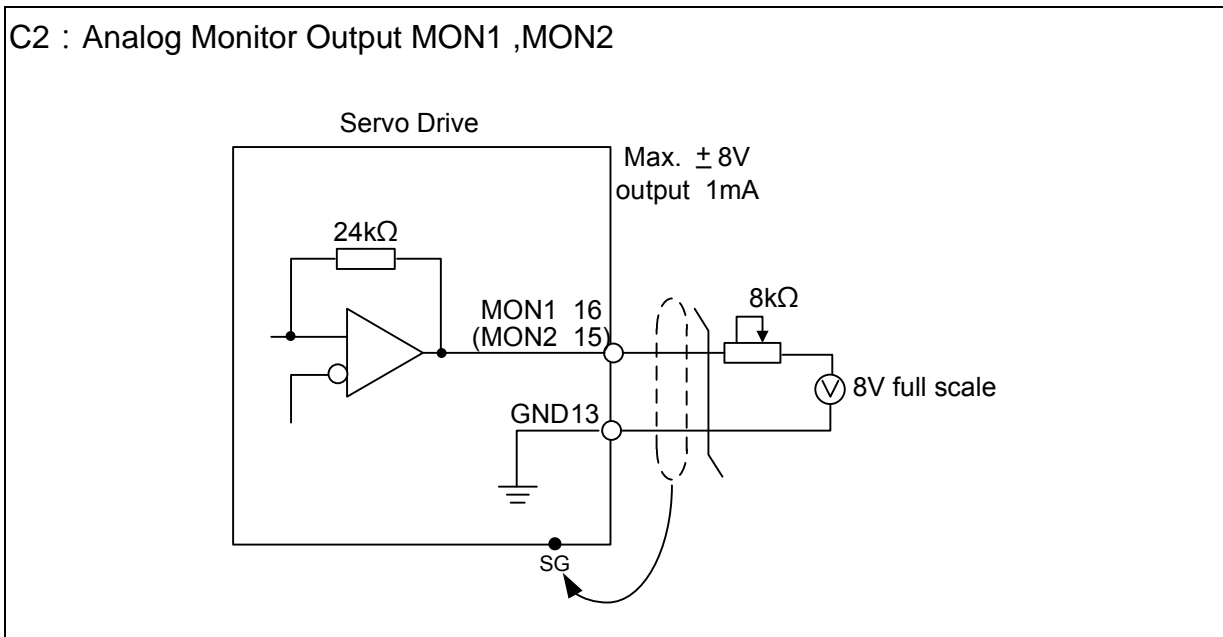 C2 : Analog Monitor Output MON1 ,MON2
Servo Drive
Max. ± 8V
output 1mA
24kΩ
MON1 16
(MON2 15)
8kΩ
V 8V full scale
GND13
SG